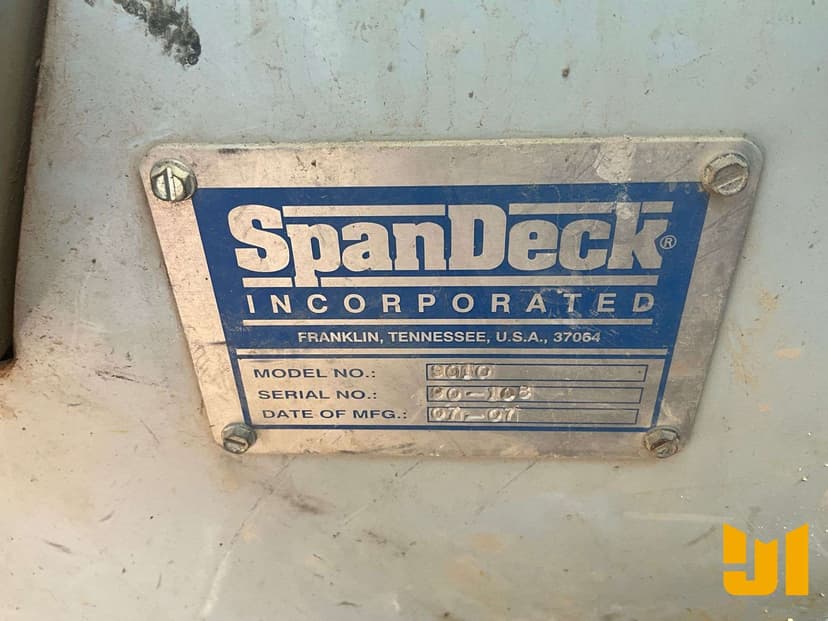 SpanDeck®
INCORPORATED
FRANKLIN, TENNESSEE, U.S.A., 37064
MODEL NO.:
SERIAL NO.:
DATE OF MFG.: